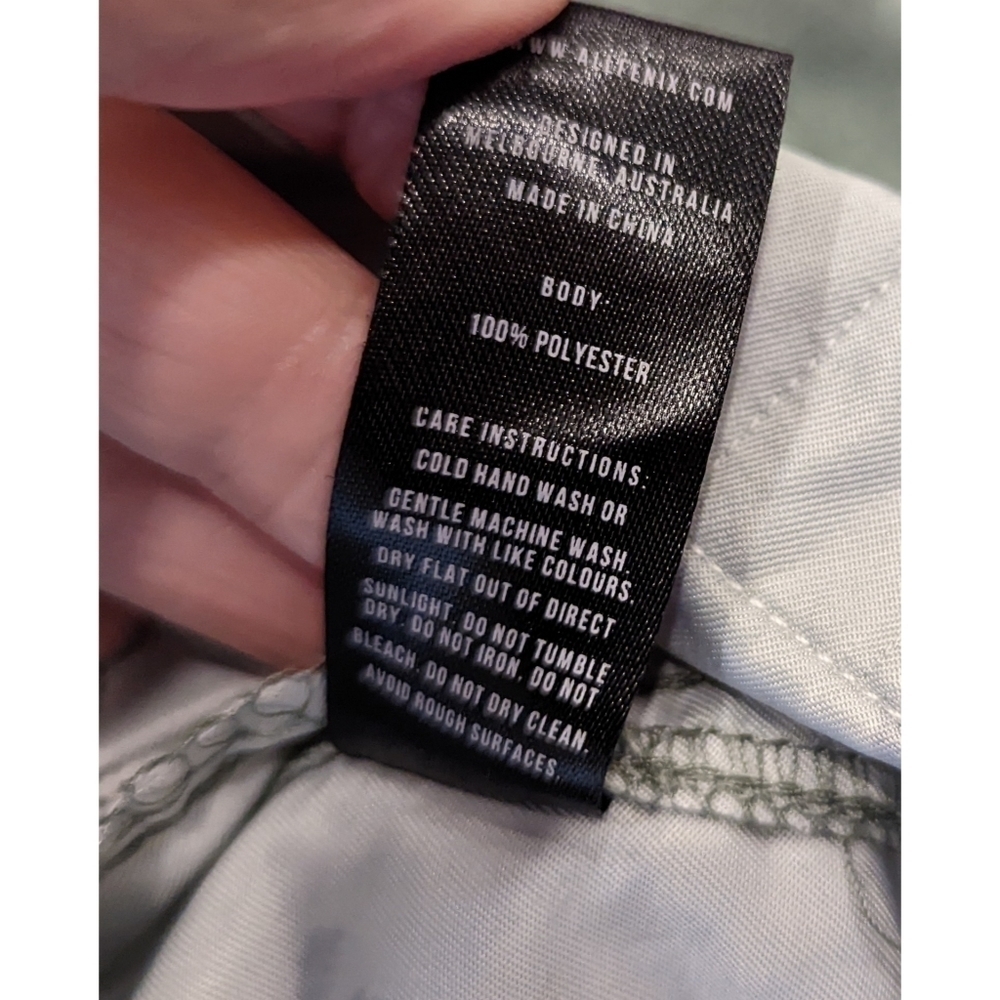 WWW.ALLFENIX.COM
DESIGNED IN
MELBOURNE, AUSTRALIA
MADE IN CHINA
BODY:
100% POLYESTER
CARE INSTRUCTIONS:
COLD HAND WASH OR
GENTLE MACHINE WASH
WASH WITH LIKE COLOURS.
DRY FLAT OUT OF DIRECT
SUNLIGHT, DO NOT TUMBLE
DRY, DO NOT IRON, DO NOT
BLEACH, DO NOT DRY CLEAN.
AVOID ROUGH SURFACES.